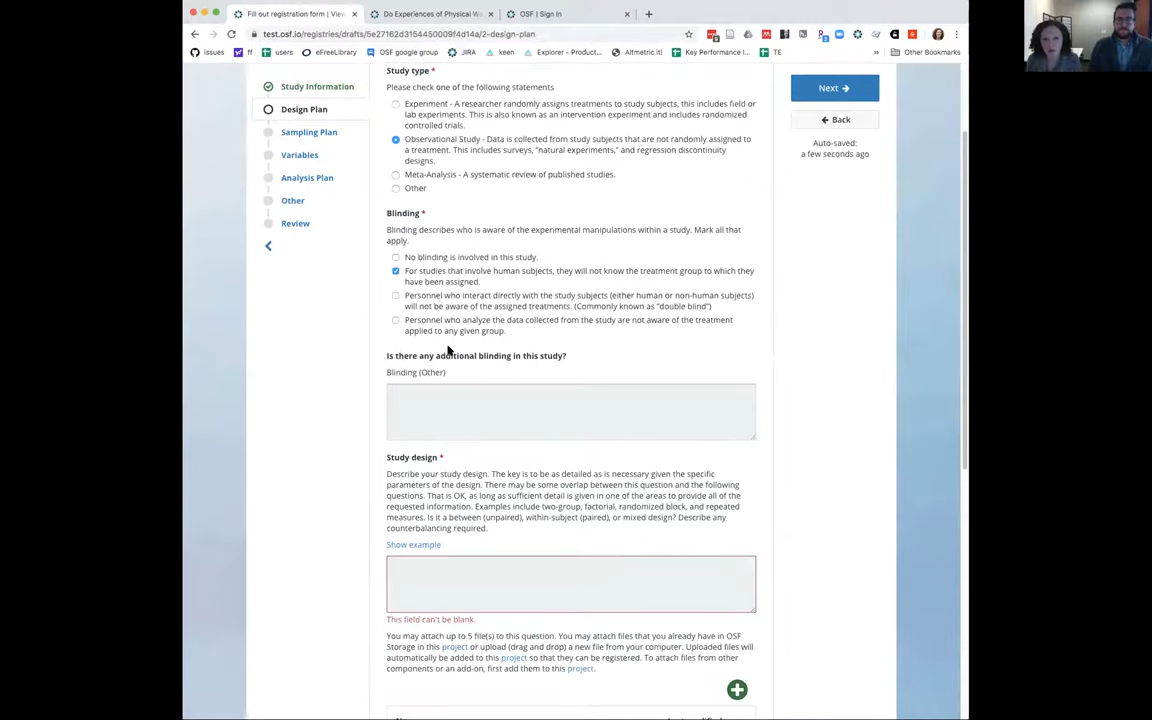 Fill out registration form | View
Do Experiences of Physical Wa
OSF | Sign In
test.osf.io/registries/drafts/5e27162d3154450009f4d14a/2-design-plan
issues
ff
users
eFreeLibrary
OSF google group
JIRA
keen
Explorer - Product...
Altmetric it!
Key Performance I...
TE
»
Other Bookmarks
Study Information
Design Plan
Sampling Plan
Variables
Analysis Plan
Other
Review
Study type *
Please check one of the following statements
Experiment - A researcher randomly assigns treatments to study subjects, this includes field or
lab experiments. This is also known as an intervention experiment and includes randomized
controlled trials.
Observational Study - Data is collected from study subjects that are not randomly assigned to
a treatment. This includes surveys, "natural experiments," and regression discontinuity
designs.
Meta-Analysis - A systematic review of published studies.
Other
Blinding *
Blinding describes who is aware of the experimental manipulations within a study. Mark all that
apply.
No blinding is involved in this study.
For studies that involve human subjects, they will not know the treatment group to which they
have been assigned.
Personnel who interact directly with the study subjects (either human or non-human subjects)
will not be aware of the assigned treatments. (Commonly known as "double blind")
Personnel who analyze the data collected from the study are not aware of the treatment
applied to any given group.
Is there any additional blinding in this study?
Blinding (Other)
Study design *
Describe your study design. The key is to be as detailed as is necessary given the specific
parameters of the design. There may be some overlap between this question and the following
questions. That is OK, as long as sufficient detail is given in one of the areas to provide all of the
requested information. Examples include two-group, factorial, randomized block, and repeated
measures. Is it a between (unpaired), within-subject (paired), or mixed design? Describe any
counterbalancing required.
Show example
This field can't be blank.
You may attach up to 5 file(s) to this question. You may attach files that you already have in OSF
Storage in this project or upload (drag and drop) a new file from your computer. Uploaded files will
automatically be added to this project so that they can be registered. To attach files from other
components or an add-on, first add them to this project.
Next
Back
Auto-saved:
a few seconds ago